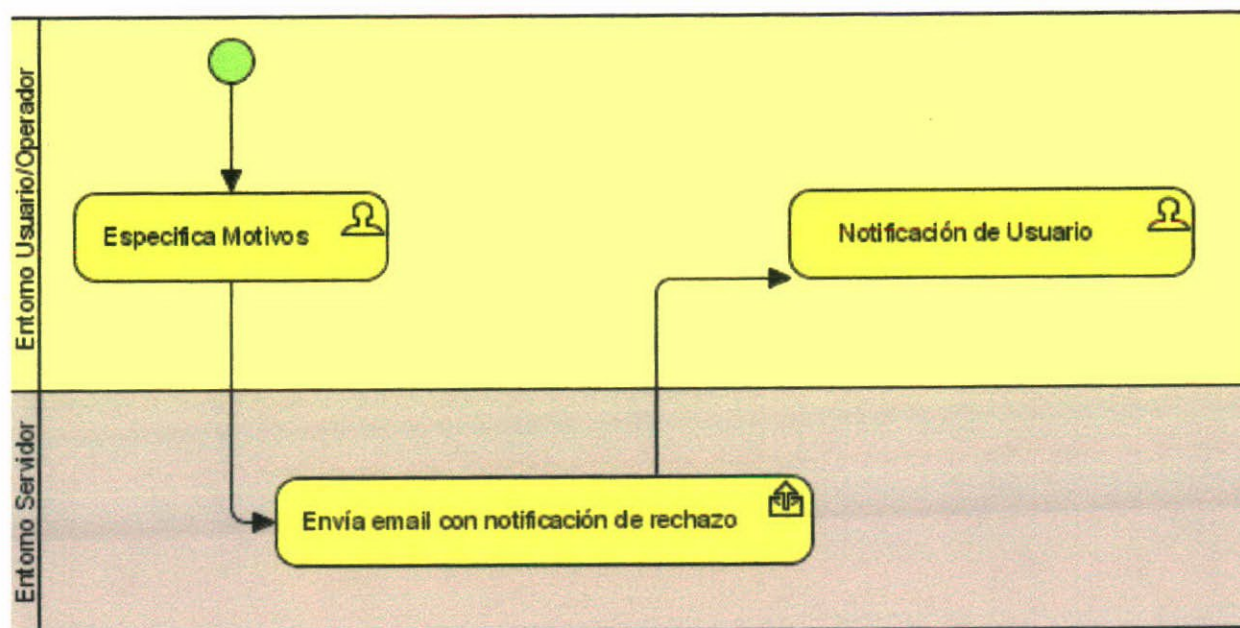 Entorno Usuario/Operador
Especifica Motivos
Notificación de Usuario
Entorno Servidor
Envía email con notificación de rechazo